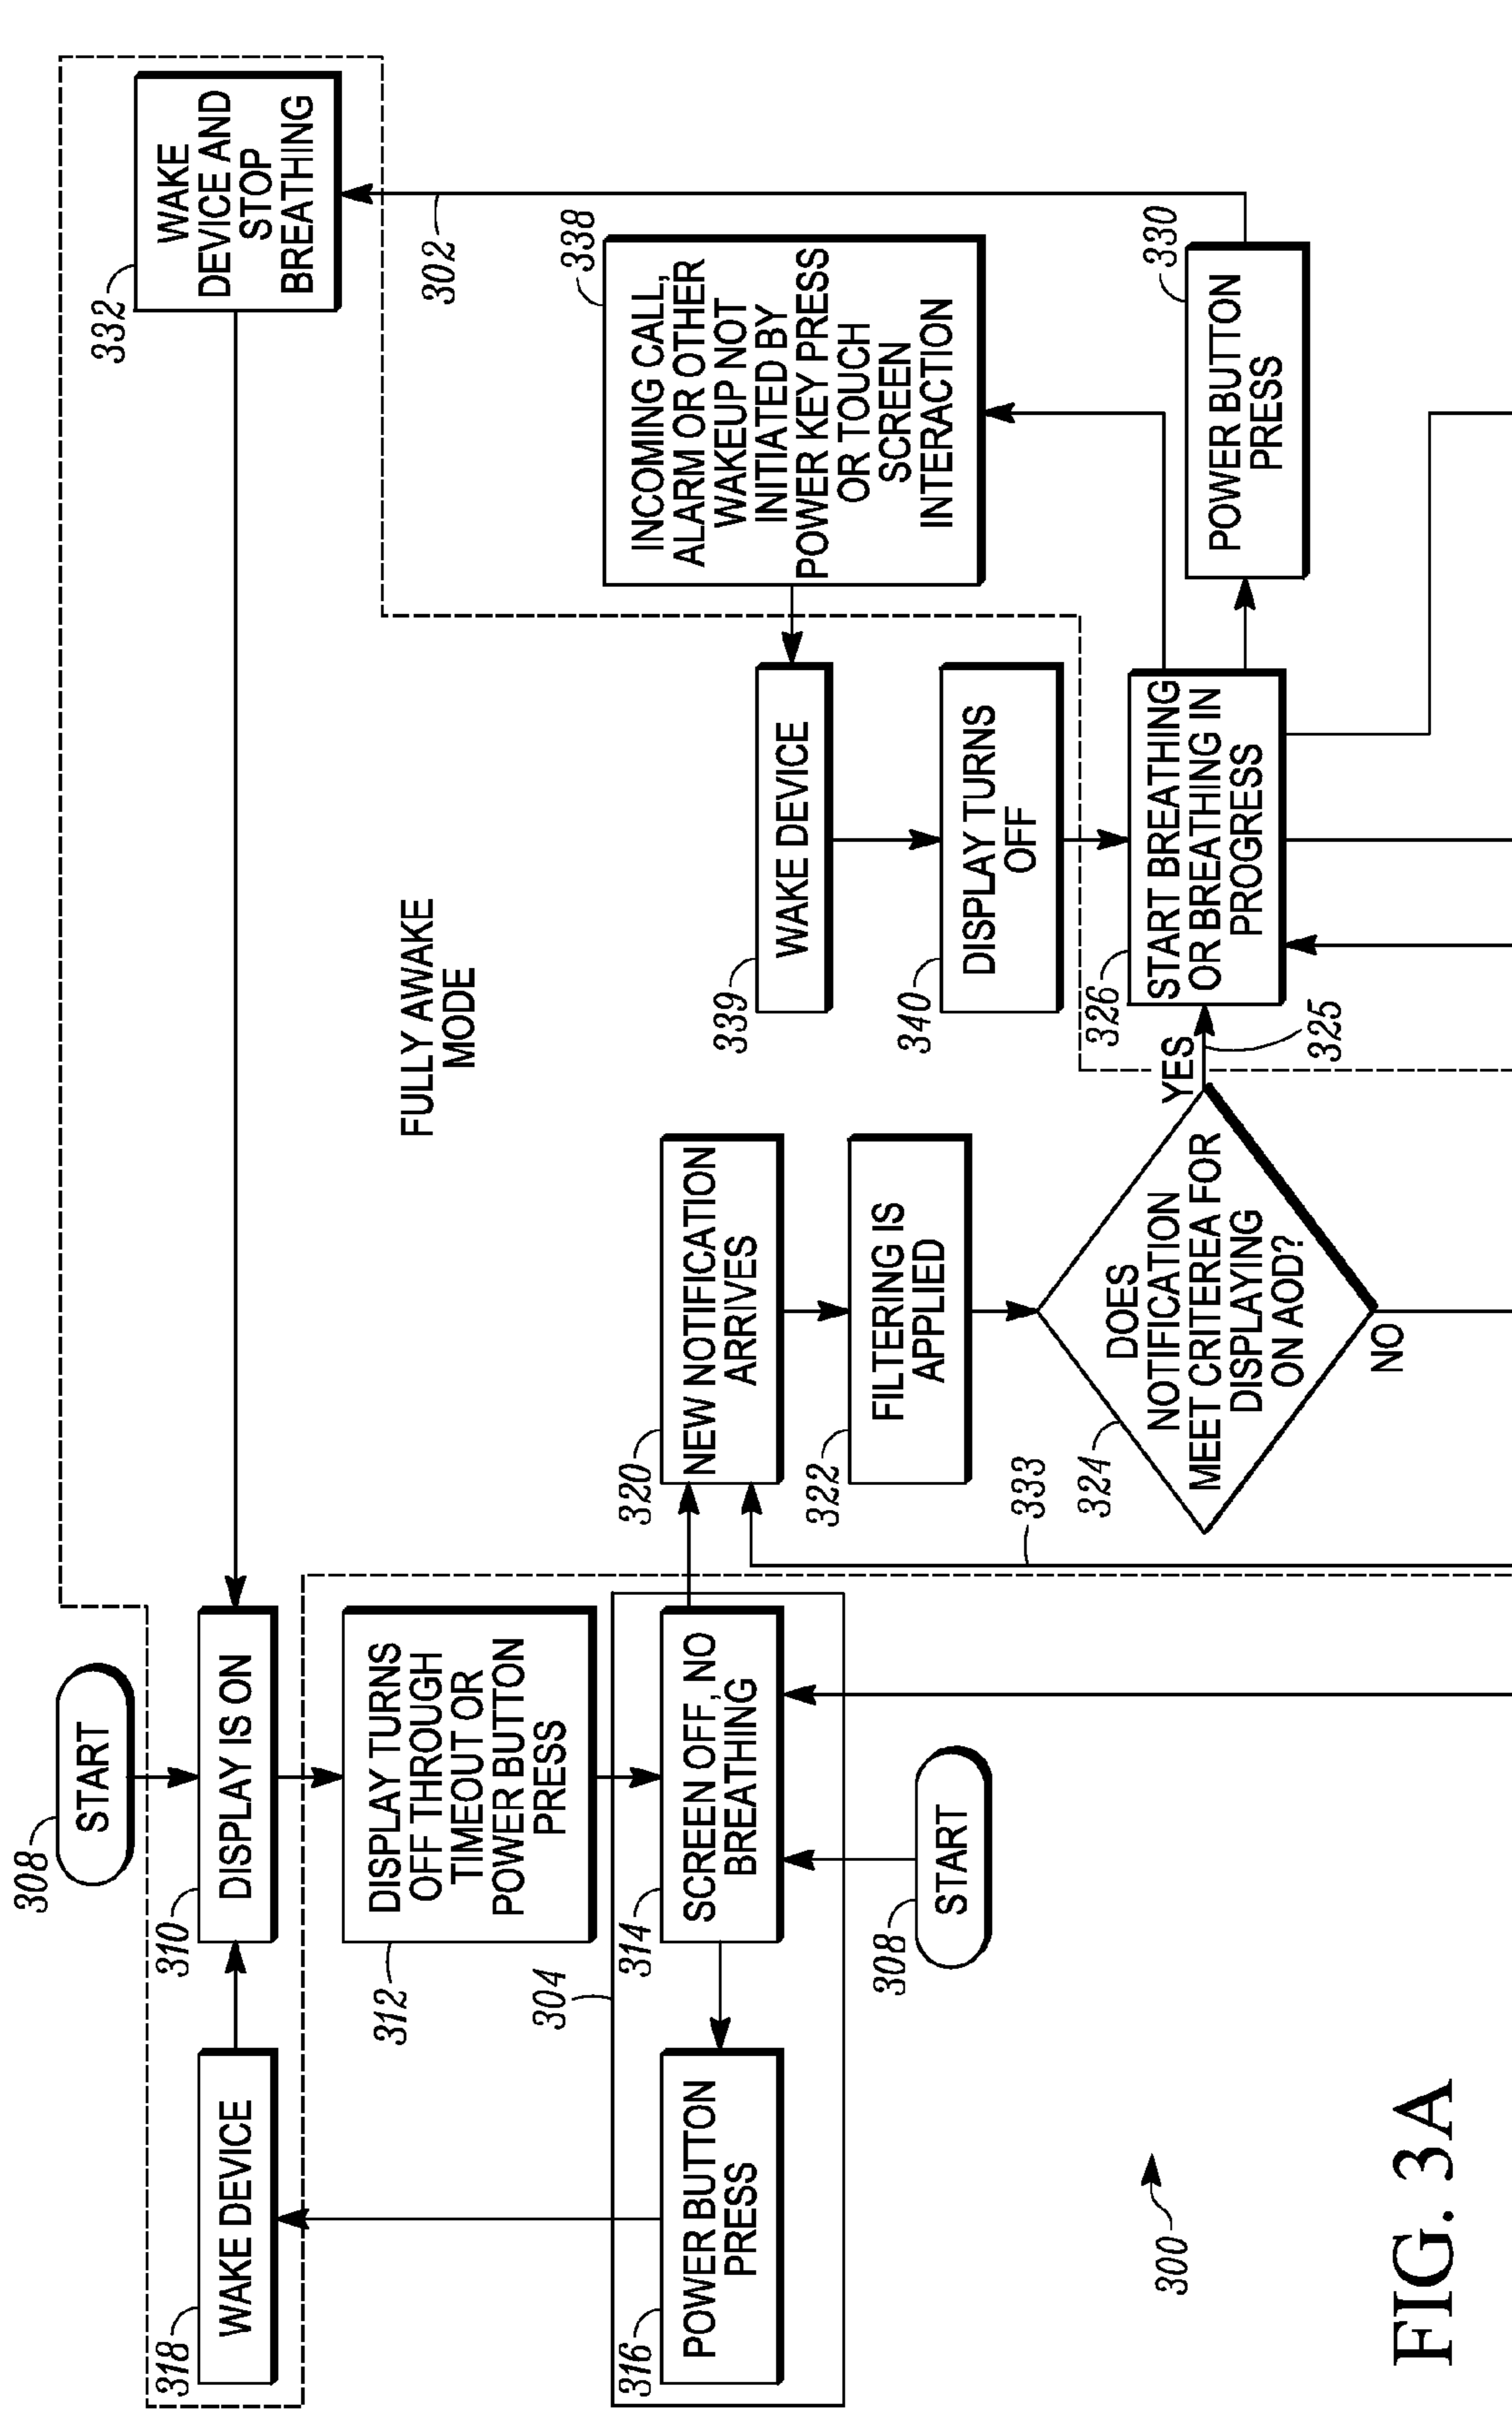 308
START
318
WAKE DEVICE
310
DISPLAY IS ON
332
WAKE
DEVICE AND
STOP
BREATHING
312
DISPLAY TURNS
OFF THROUGH
TIMEOUT OR
POWER BUTTON
PRESS
FULLY AWAKE
MODE
302
304
316
POWER BUTTON
PRESS
314
SCREEN OFF, NO
BREATHING
308
START
320
NEW NOTIFICATION
ARRIVES
322
FILTERING IS
APPLIED
333
324
DOES
NOTIFICATION
MEET CRITEREA FOR
DISPLAYING
ON AOD?
YES
NO
325
338
INCOMING CALL,
ALARM OR OTHER
WAKEUP NOT
INITIATED BY
POWER KEY PRESS
OR TOUCH
SCREEN
INTERACTION
339
WAKE DEVICE
340
DISPLAY TURNS
OFF
326
START BREATHING
OR BREATHING IN
PROGRESS
330
POWER BUTTON
PRESS
300
FIG. 3A